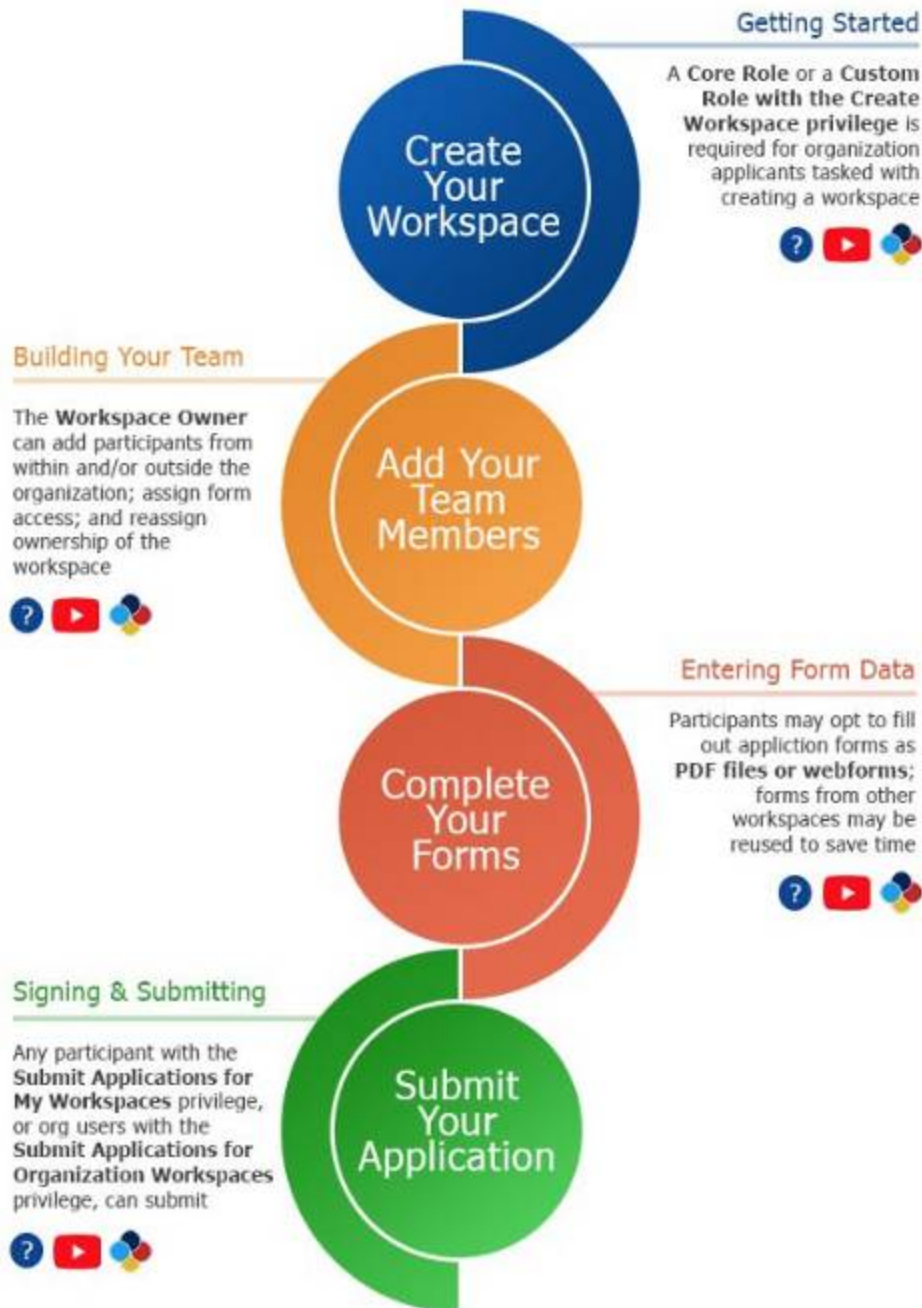 Getting Started
A Core Role or a Custom
Role with the Create
Workspace privilege is
required for organization
applicants tasked with
creating a workspace
?
Create
Your
Workspace
Building Your Team
The Workspace Owner
can add participants from
within and/or outside the
organization; assign form
access; and reassign
ownership of the
workspace
?
Add Your
Team
Members
Entering Form Data
Participants may opt to fill
out appliction forms as
PDF files or webforms;
forms from other
workspaces may be
reused to save time
?
Complete
Your
Forms
Signing & Submitting
Any participant with the
Submit Applications for
My Workspaces privilege,
or org users with the
Submit Applications for
Organization Workspaces
privilege, can submit
?
Submit
Your
Application